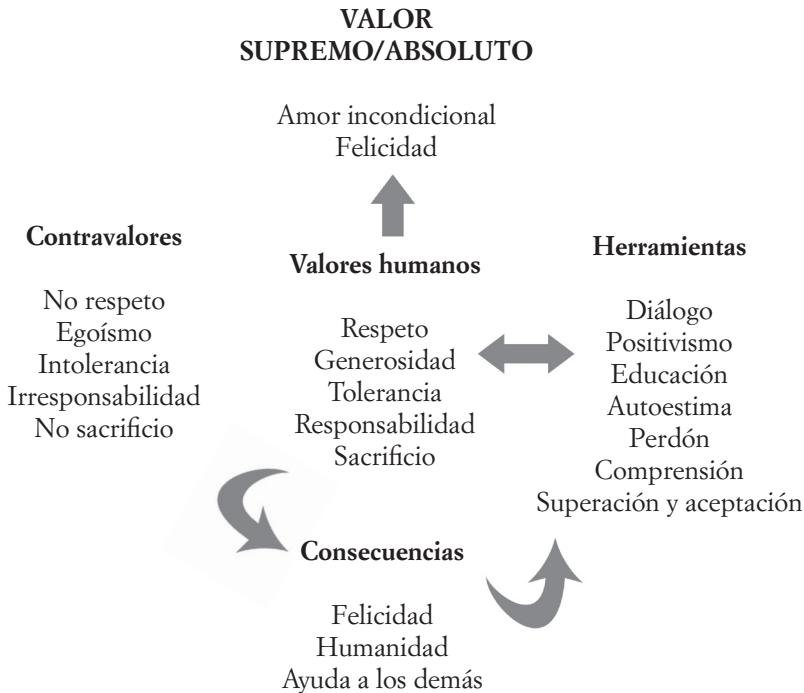 VALOR
SUPREMO/ABSOLUTO
Amor incondicional
Felicidad
Contravalores
No respeto
Egoísmo
Intolerancia
Irresponsabilidad
No sacrificio
Valores humanos
Respeto
Generosidad
Tolerancia
Responsabilidad
Sacrificio
Herramientas
Diálogo
Positivismo
Educación
Autoestima
Perdón
Comprensión
Superación y aceptación
Consecuencias
Felicidad
Humanidad
Ayuda a los demás